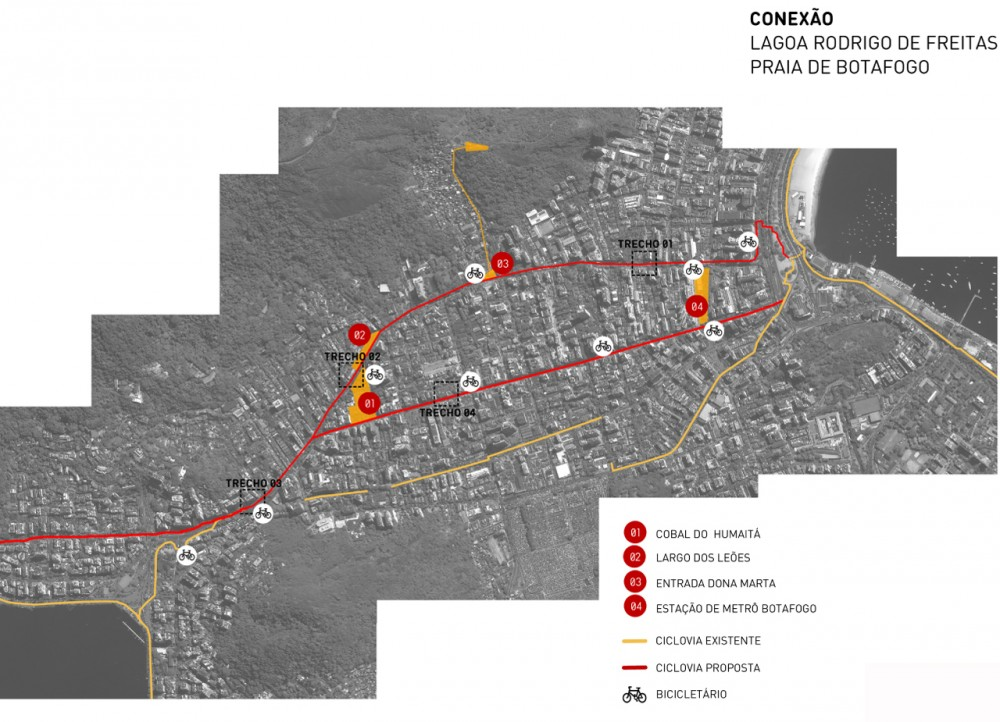 CONEXÃO
LAGOA RODRIGO DE FREITAS
PRAIA DE BOTAFOGO
TRECHO 01
03
04
02
TRECHO 02
01
TRECHO 04
TRECHO 03
01 COBAL DO HUMAITÁ
02 LARGO DOS LEÕES
03 ENTRADA DONA MARTA
04 ESTAÇÃO DE METRÔ BOTAFOGO
CICLOVIA EXISTENTE
CICLOVIA PROPOSTA
BICICLETÁRIO